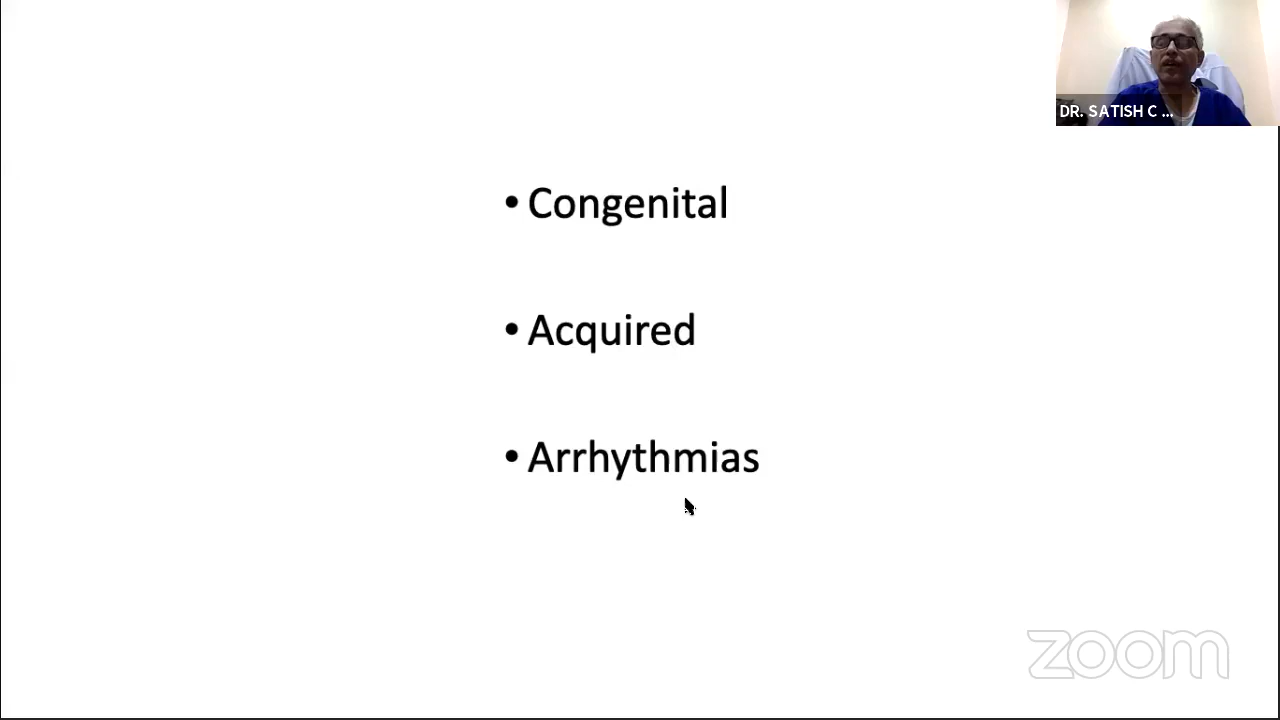 DR. SATISH C ...
• Congenital
• Acquired
• Arrhythmias
zoom